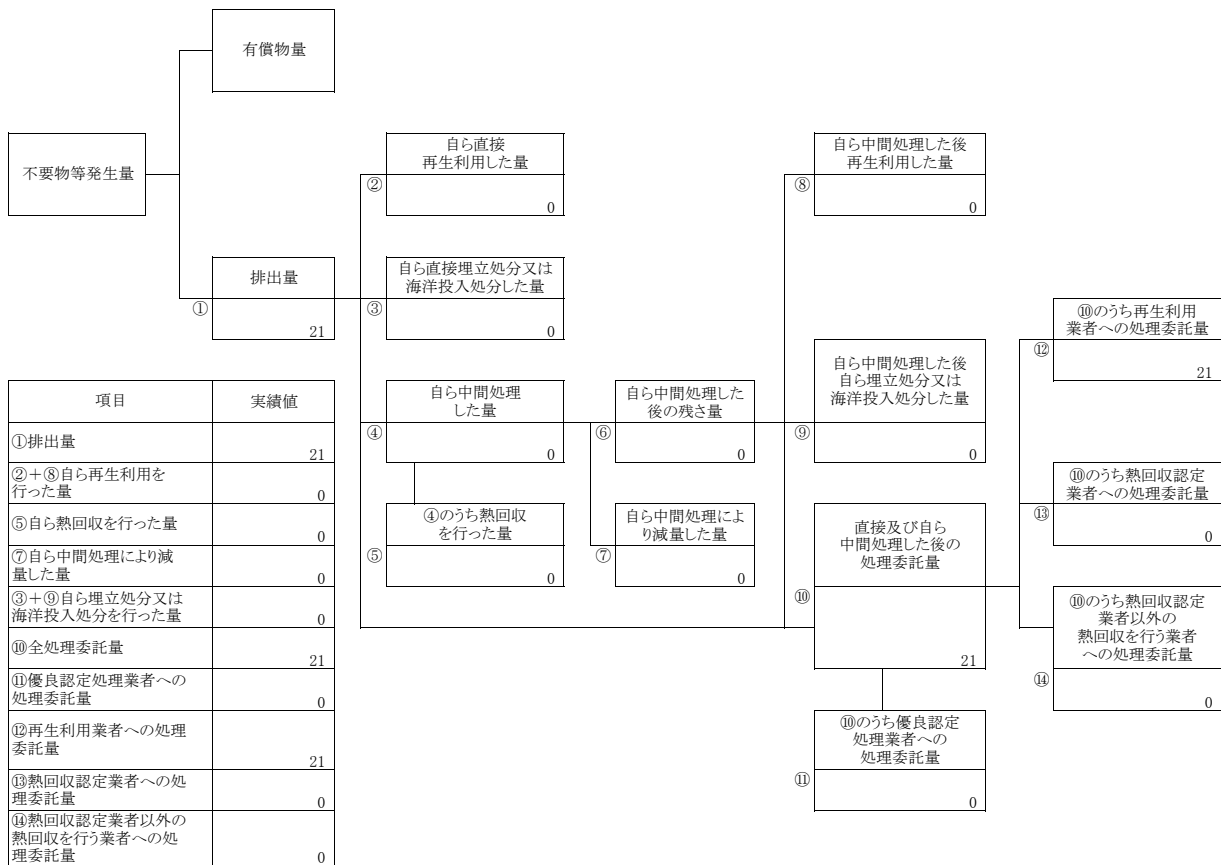 有償物量
不要物等発生量
自ら直接
再生利用した量
②
0
自ら中間処理した後
再生利用した量
⑧
0
排出量
①
21
自ら直接埋立処分又は
海洋投入処分した量
③
0
⑩のうち再生利用
業者への処理委託量
⑫
21
自ら中間処理
した量
④
0
自ら中間処理した
後の残さ量
⑥
0
自ら中間処理した後
自ら埋立処分又は
海洋投入処分した量
⑨
0
⑩のうち熱回収認定
業者への処理委託量
⑬
0
④のうち熱回収
を行った量
⑤
0
自ら中間処理によ
り減量した量
⑦
0
直接及び自ら
中間処理した後の
処理委託量
⑩
21
⑩のうち熱回収認定
業者以外の
熱回収を行う業者
への処理委託量
⑭
0
⑩のうち優良認定
処理業者への
処理委託量
⑪
0
項目 実績値
①排出量
21
②+⑧自ら再生利用を
行った量 0
⑤自ら熱回収を行った量
0
⑦自ら中間処理により減
量した量 0
③+⑨自ら埋立処分又は
海洋投入処分を行った量 0
⑩全処理委託量
21
⑪優良認定処理業者への
処理委託量 0
⑫再生利用業者への処理
委託量
21
⑬熱回収認定業者への処
理委託量 0
⑭熱回収認定業者以外の
熱回収を行う業者への処
理委託量 0